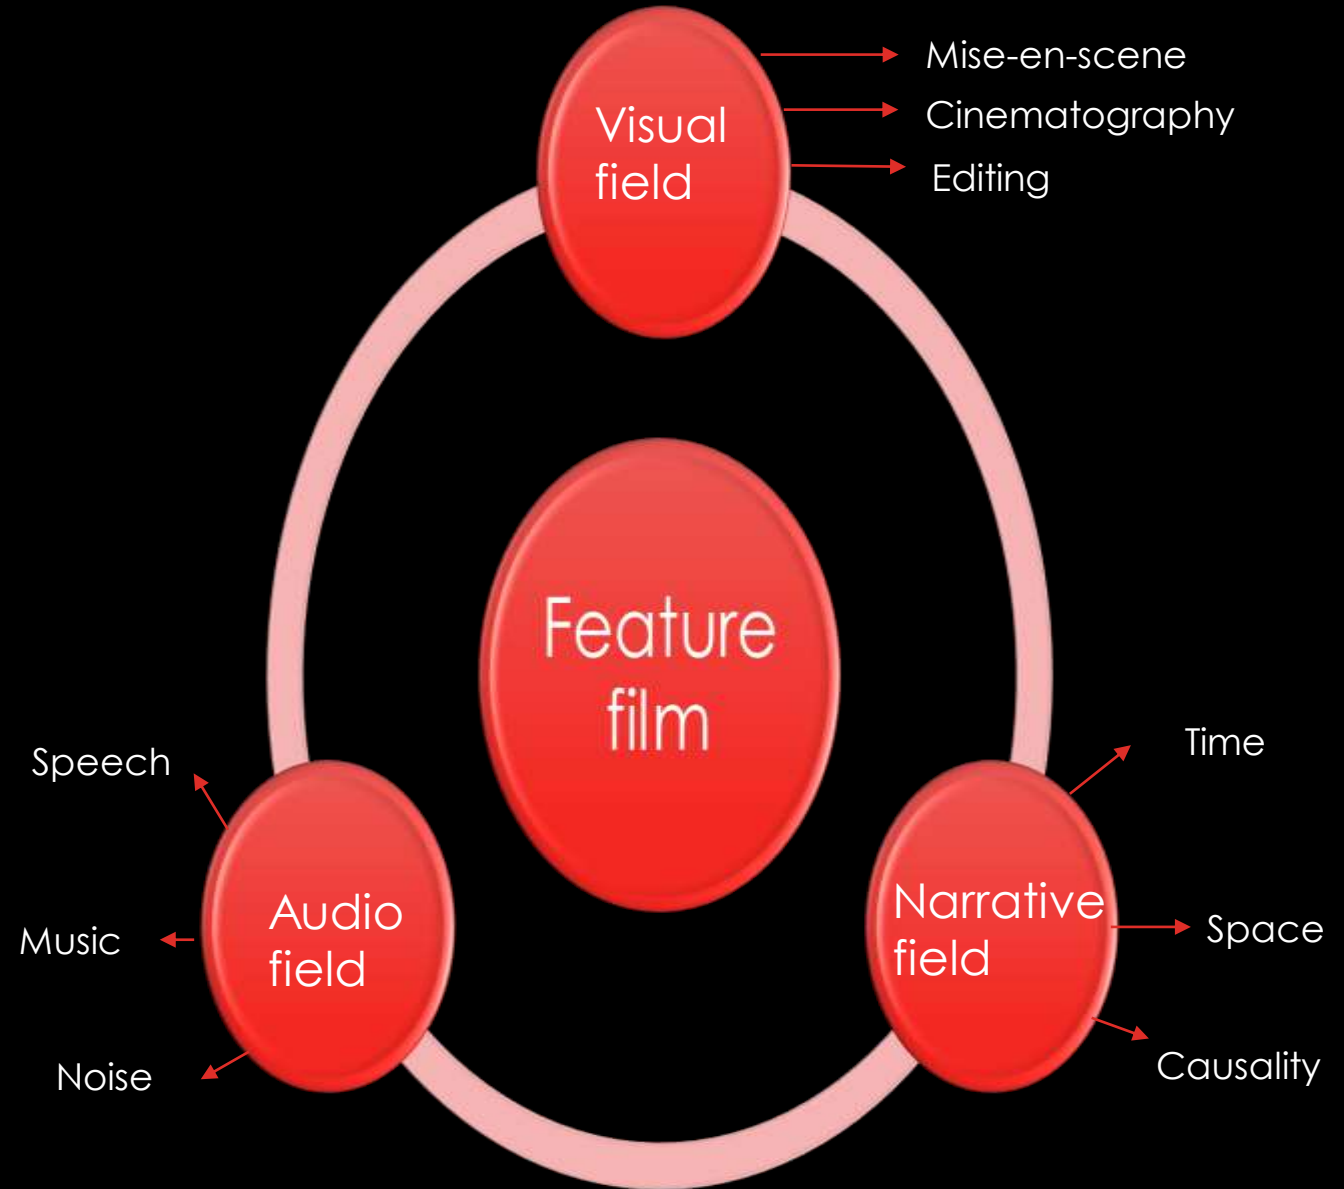 Mise-en-scene
Visual
field
Cinematography
Editing
Feature
film
Speech
Audio
field
Music
Noise
Time
Narrative
field
Space
Causality